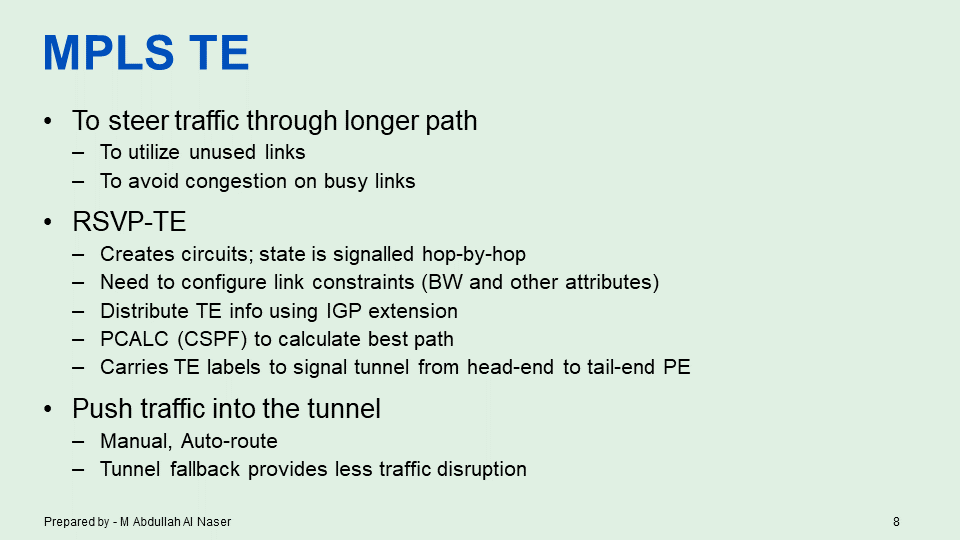 MPLS TE
• To steer traffic through longer path
– To utilize unused links
– To avoid congestion on busy links
• RSVP-TE
– Creates circuits; state is signalled hop-by-hop
– Need to configure link constraints (BW and other attributes)
– Distribute TE info using IGP extension
– PCALC (CSPF) to calculate best path
– Carries TE labels to signal tunnel from head-end to tail-end PE
• Push traffic into the tunnel
– Manual, Auto-route
– Tunnel fallback provides less traffic disruption
Prepared by - M Abdullah Al Naser
8